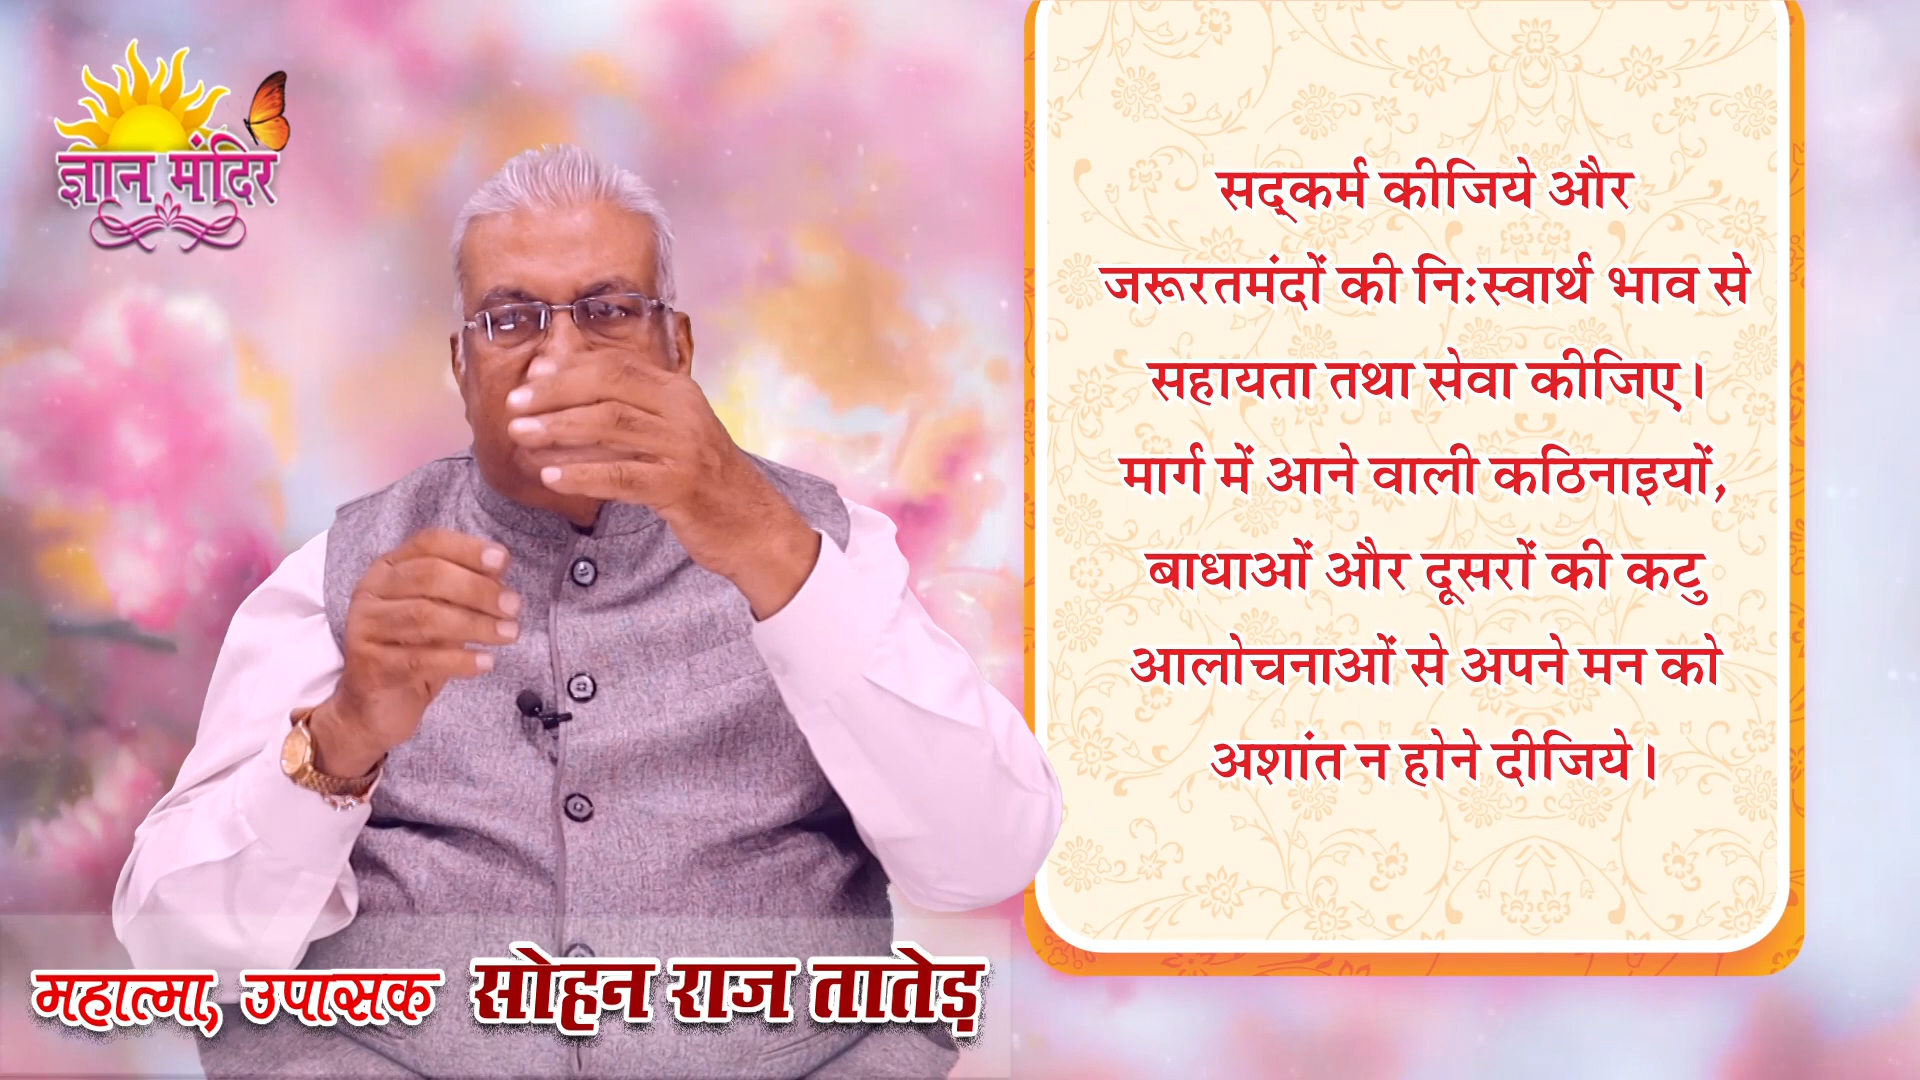 ज्ञान मंदिर
सद्कर्म कीजिये और
जरूरतमंदों की नि:स्वार्थ भाव से
सहायता तथा सेवा कीजिए।
मार्ग में आने वाली कठिनाइयों,
बाधाओं और दूसरों की कटु
आलोचनाओं से अपने मन को
अशांत न होने दीजिये।
महात्मा, उपासक सोहन राज तातेड़